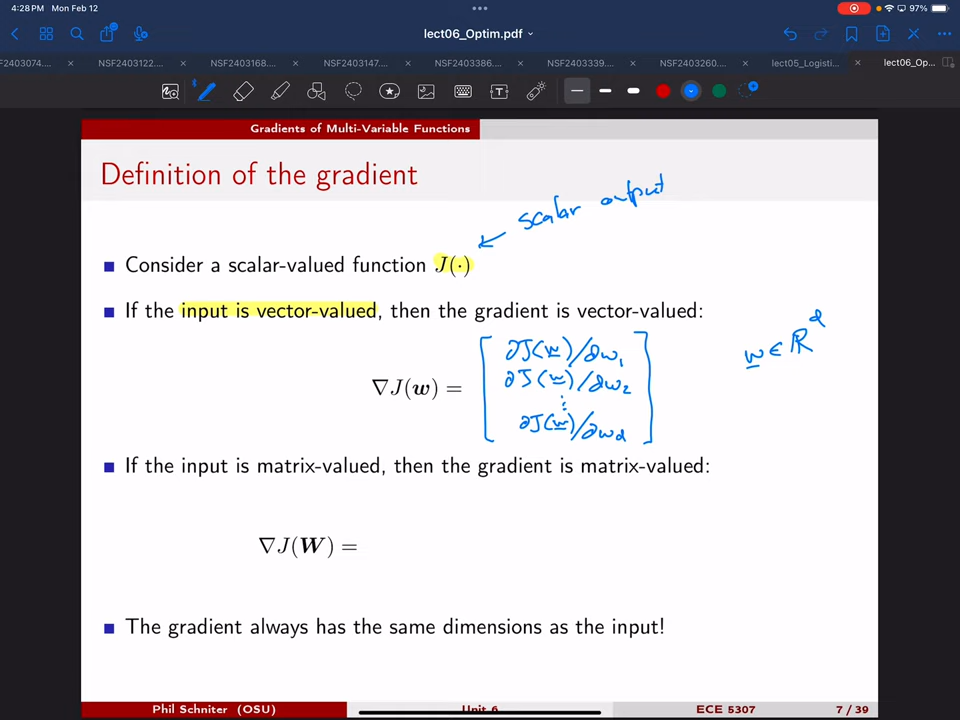 4:28 PM Mon Feb 12
97%
lect06_Optim.pdf
F2403074....
NSF2403122....
NSF2403168....
NSF2403147....
NSF2403386....
NSF2403339....
NSF2403260....
lect05_Logisti...
lect06_Op...
Gradients of Multi-Variable Functions
Definition of the gradient
scalar output
Consider a scalar-valued function J(·)
If the input is vector-valued, then the gradient is vector-valued:
w ∈ ℝ^d
∇J(w) = [ ∂J(w)/∂w₁
∂J(w)/∂w₂
⋮
∂J(w)/∂w_d ]
If the input is matrix-valued, then the gradient is matrix-valued:
∇J(W) =
The gradient always has the same dimensions as the input!
Phil Schniter (OSU) Unit 6 ECE 5307 7 / 39